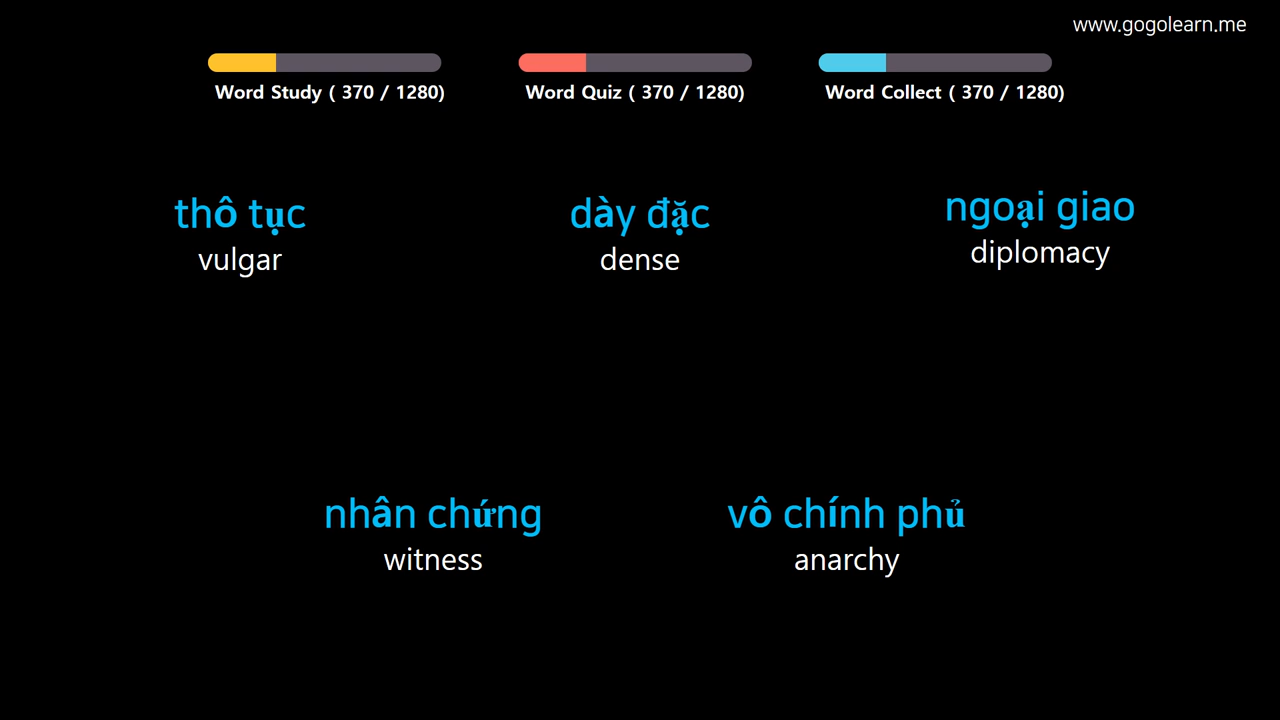 www.gogolearn.me
Word Study ( 370 / 1280)
Word Quiz ( 370 / 1280)
Word Collect ( 370 / 1280)
thô tục
vulgar
dày đặc
dense
ngoại giao
diplomacy
nhân chứng
witness
vô chính phủ
anarchy